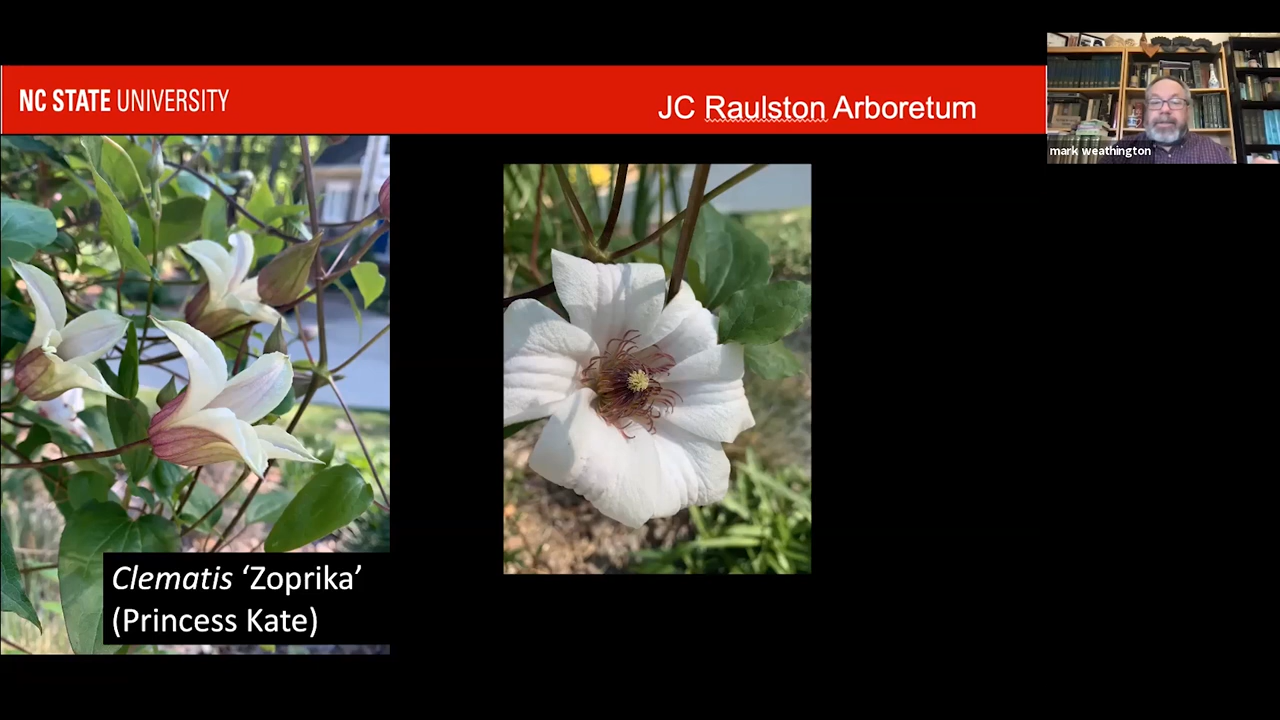 NC STATE UNIVERSITY
JC Raulston Arboretum
mark weathington
Clematis ‘Zoprika’
(Princess Kate)